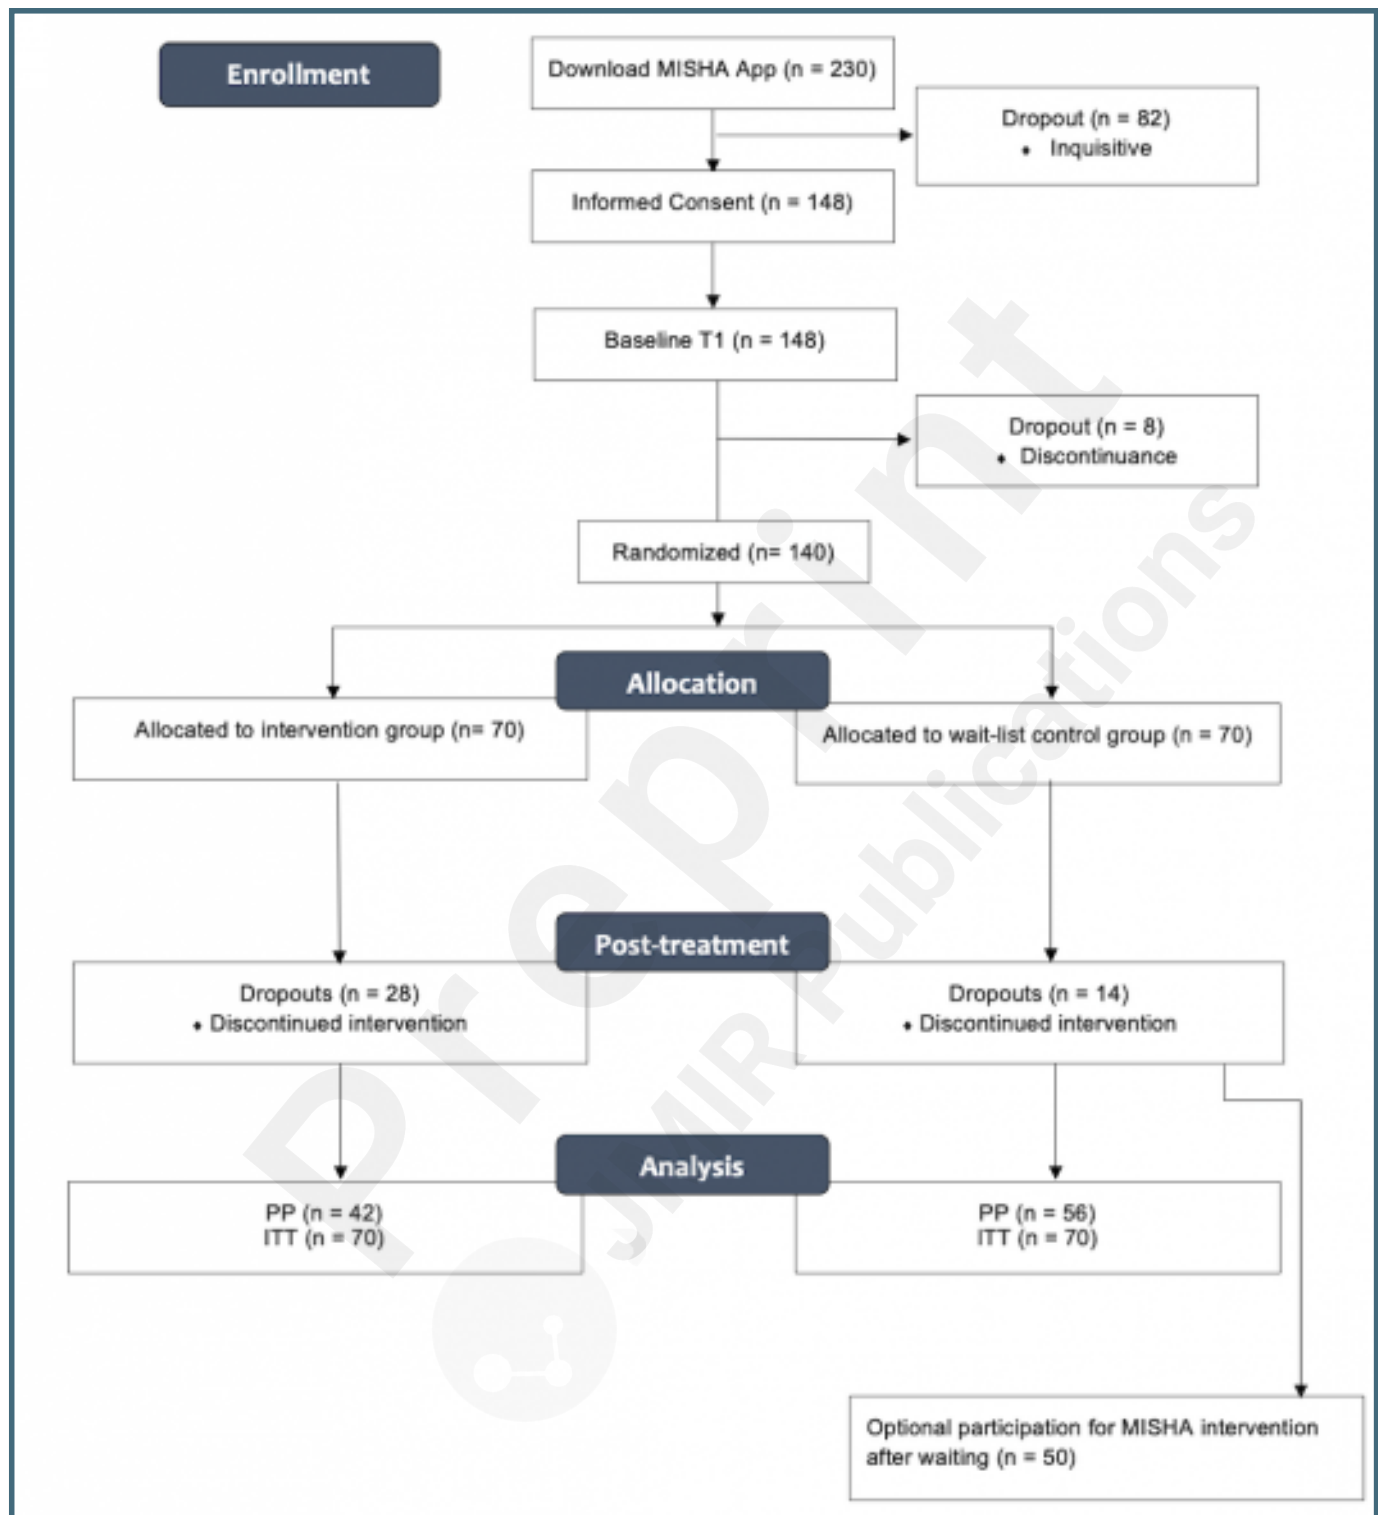 Enrollment
Download MISHA App (n = 230)
Dropout (n = 82)
• Inquisitive
Informed Consent (n = 148)
Baseline T1 (n = 148)
Dropout (n = 8)
• Discontinuance
Randomized (n= 140)
Allocation
Allocated to intervention group (n= 70)
Allocated to wait-list control group (n = 70)
Post-treatment
Dropouts (n = 28)
• Discontinued intervention
Dropouts (n = 14)
• Discontinued intervention
Analysis
PP (n = 42)
ITT (n = 70)
PP (n = 56)
ITT (n = 70)
Optional participation for MISHA intervention
after waiting (n = 50)
Preprint
JMIR Publications